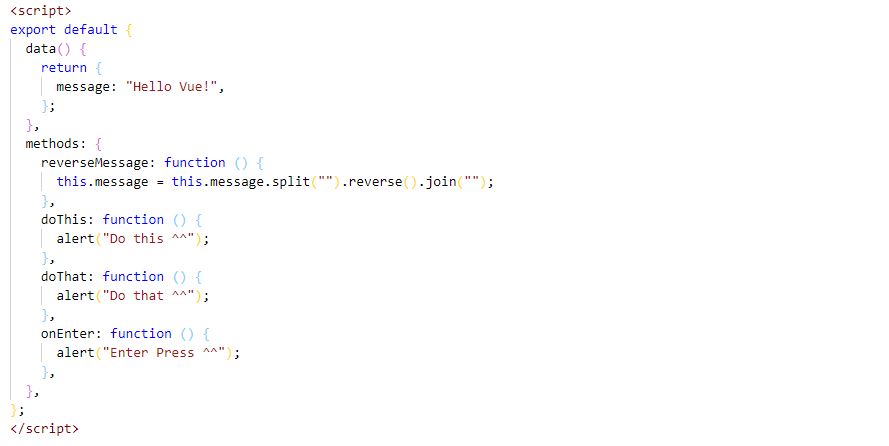 <script>
export default {
data() {
return {
message: "Hello Vue!",
};
},
methods: {
reverseMessage: function () {
this.message = this.message.split("").reverse().join("");
},
doThis: function () {
alert("Do this ^^");
},
doThat: function () {
alert("Do that ^^");
},
onEnter: function () {
alert("Enter Press ^^");
},
},
};
</script>